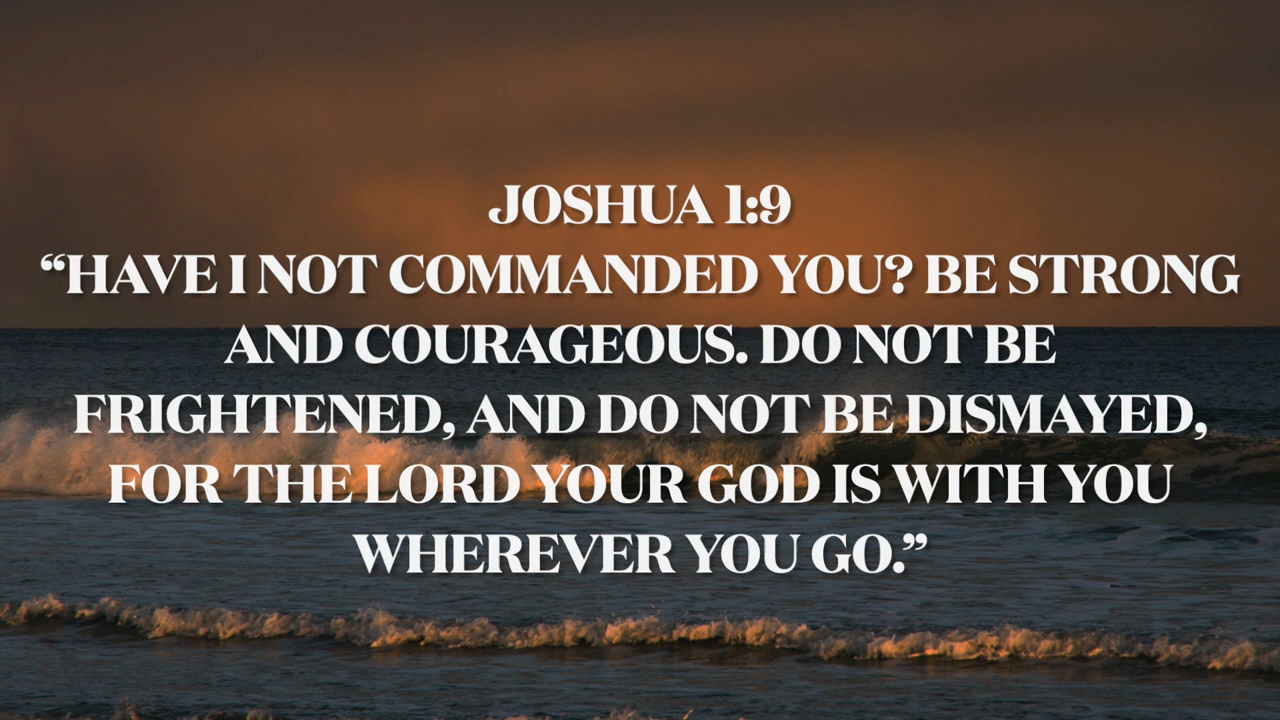 JOSHUA 1:9
“HAVE I NOT COMMANDED YOU? BE STRONG
AND COURAGEOUS. DO NOT BE
FRIGHTENED, AND DO NOT BE DISMAYED,
FOR THE LORD YOUR GOD IS WITH YOU
WHEREVER YOU GO.”